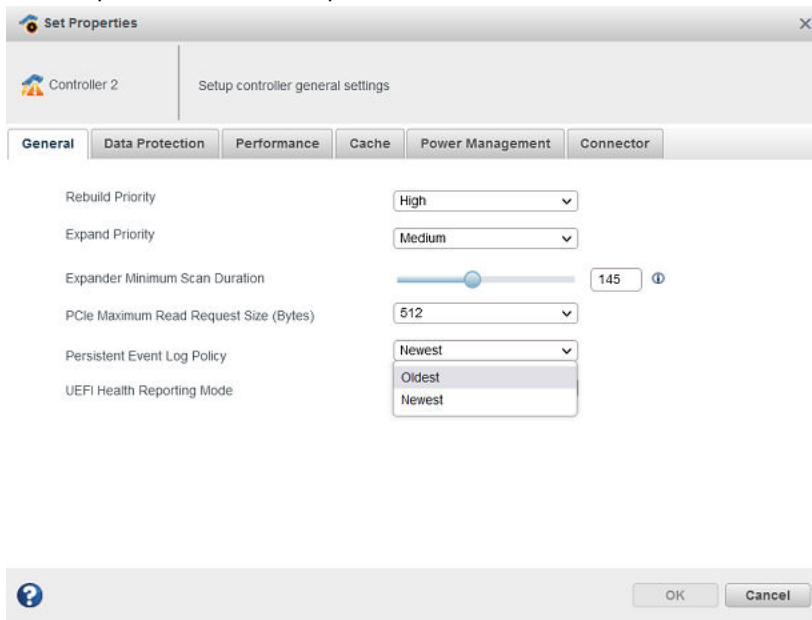 Set Properties
Controller 2
Setup controller general settings
General Data Protection Performance Cache Power Management Connector
Rebuild Priority High
Expand Priority Medium
Expander Minimum Scan Duration 145
PCIe Maximum Read Request Size (Bytes) 512
Persistent Event Log Policy Newest
Oldest
UEFI Health Reporting Mode
Newest
OK Cancel